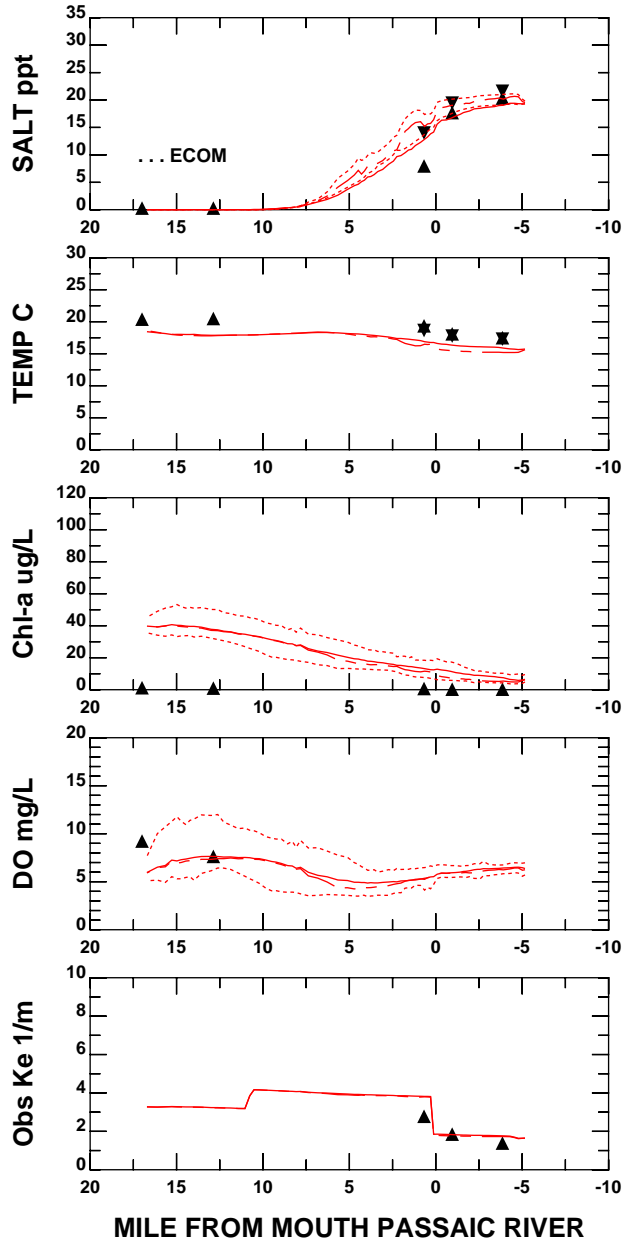 SALT ppt
35
30
25
20
15
10
5
0
. . . ECOM
20 15 10 5 0 -5 -10
TEMP C
30
25
20
15
10
5
0
20 15 10 5 0 -5 -10
Chl-a ug/L
120
100
80
60
40
20
0
20 15 10 5 0 -5 -10
DO mg/L
20
15
10
5
0
20 15 10 5 0 -5 -10
Obs Ke 1/m
10
8
6
4
2
0
20 15 10 5 0 -5 -10
MILE FROM MOUTH PASSAIC RIVER